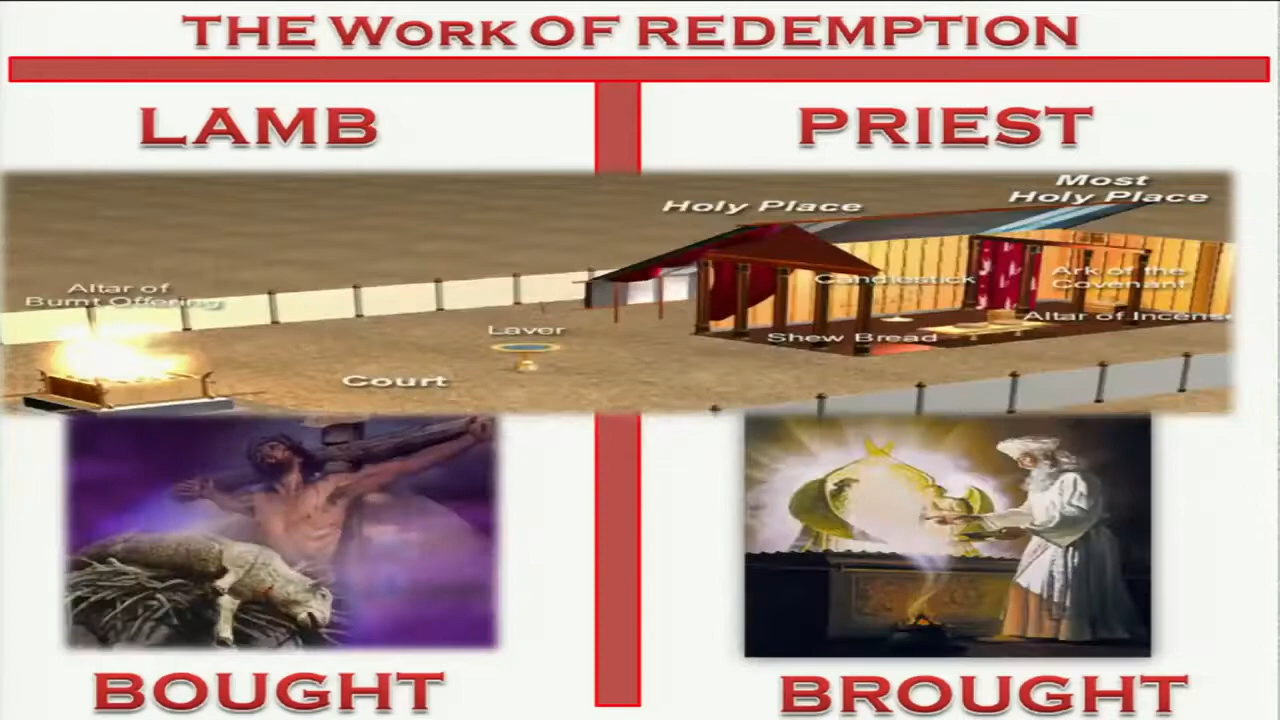 THE Work OF REDEMPTION
LAMB
PRIEST
Most
Holy Place
Holy Place
Candlestick
Ark of the
Covenant
Altar of
Burnt Offering
Altar of Incens
Laver
Shew Bread
Court
BOUGHT
BROUGHT